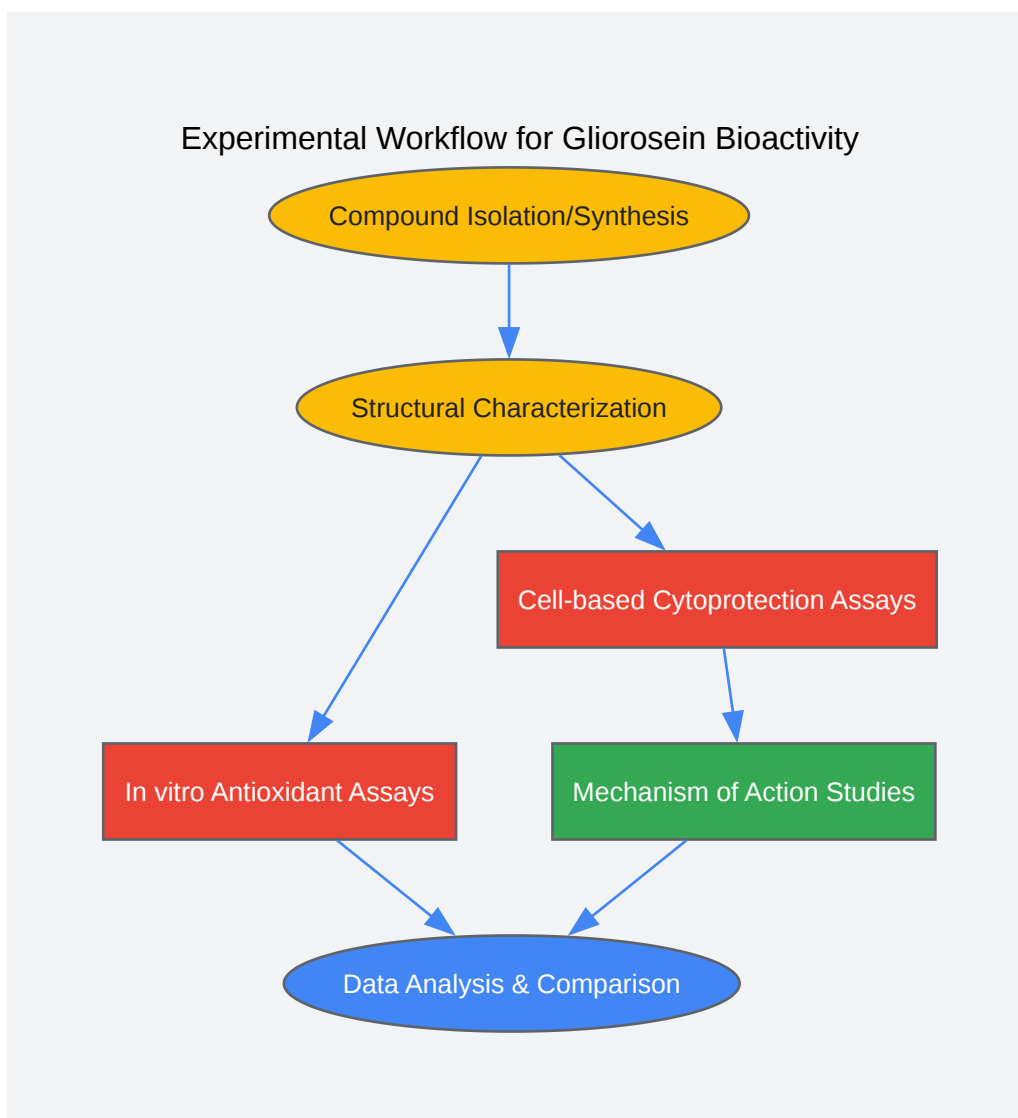 Experimental Workflow for Gliorosein Bioactivity
Compound Isolation/Synthesis
Structural Characterization
Cell-based Cytoprotection Assays
In vitro Antioxidant Assays
Mechanism of Action Studies
Data Analysis & Comparison